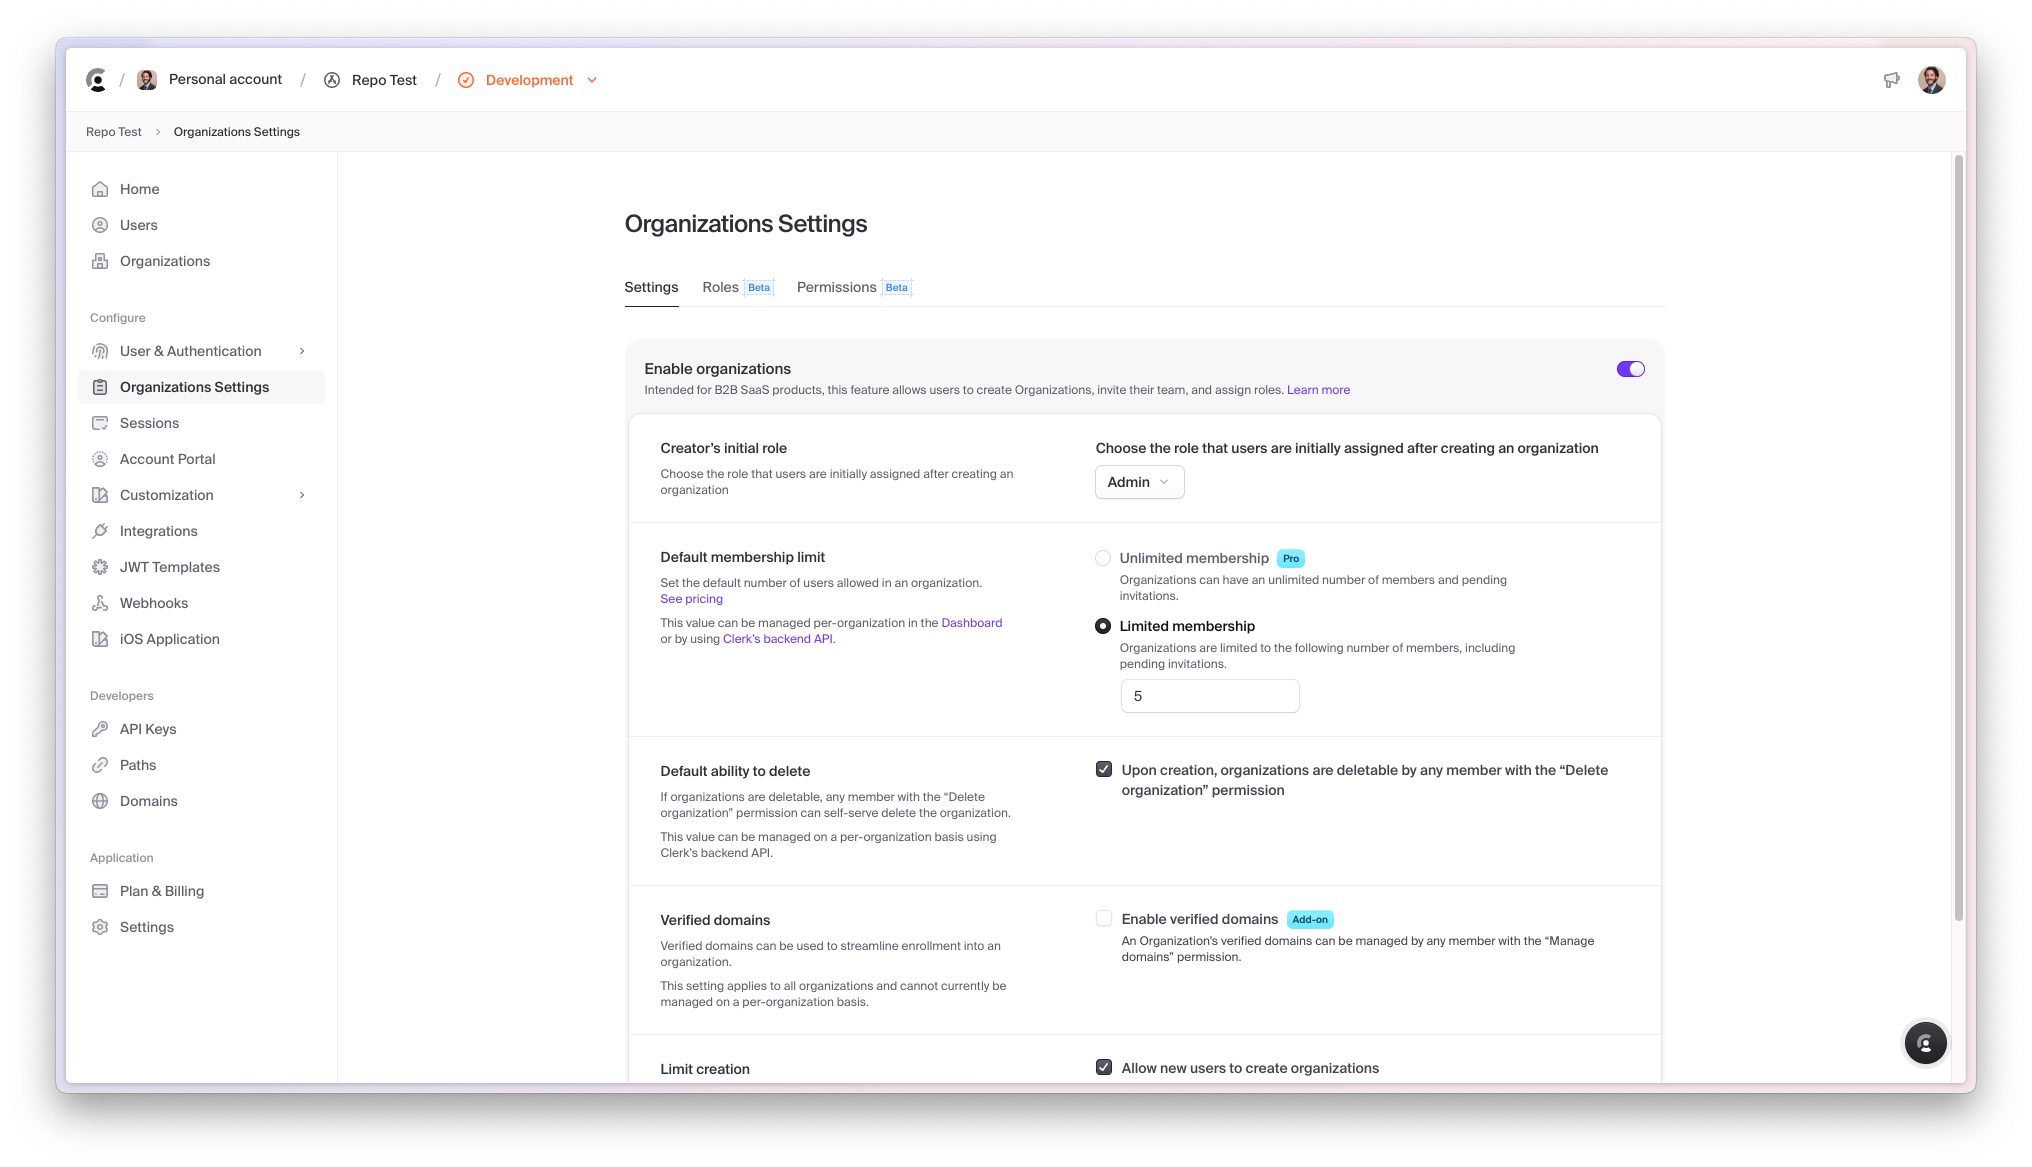 / Personal account / Repo Test / Development
Repo Test > Organizations Settings
Home
Users
Organizations
Configure
User & Authentication
Organizations Settings
Sessions
Account Portal
Customization
Integrations
JWT Templates
Webhooks
iOS Application
Developers
API Keys
Paths
Domains
Application
Plan & Billing
Settings
Organizations Settings
Settings Roles Beta Permissions Beta
Enable organizations
Intended for B2B SaaS products, this feature allows users to create Organizations, invite their team, and assign roles. Learn more
Creator’s initial role
Choose the role that users are initially assigned after creating an
organization
Choose the role that users are initially assigned after creating an organization
Admin
Default membership limit
Set the default number of users allowed in an organization.
See pricing
This value can be managed per-organization in the Dashboard
or by using Clerk’s backend API.
Unlimited membership Pro
Organizations can have an unlimited number of members and pending
invitations.
Limited membership
Organizations are limited to the following number of members, including
pending invitations.
5
Default ability to delete
If organizations are deletable, any member with the “Delete
organization” permission can self-serve delete the organization.
This value can be managed on a per-organization basis using
Clerk’s backend API.
Upon creation, organizations are deletable by any member with the “Delete
organization” permission
Verified domains
Verified domains can be used to streamline enrollment into an
organization.
This setting applies to all organizations and cannot currently be
managed on a per-organization basis.
Enable verified domains Add-on
An Organization’s verified domains can be managed by any member with the “Manage
domains” permission.
Limit creation
Allow new users to create organizations